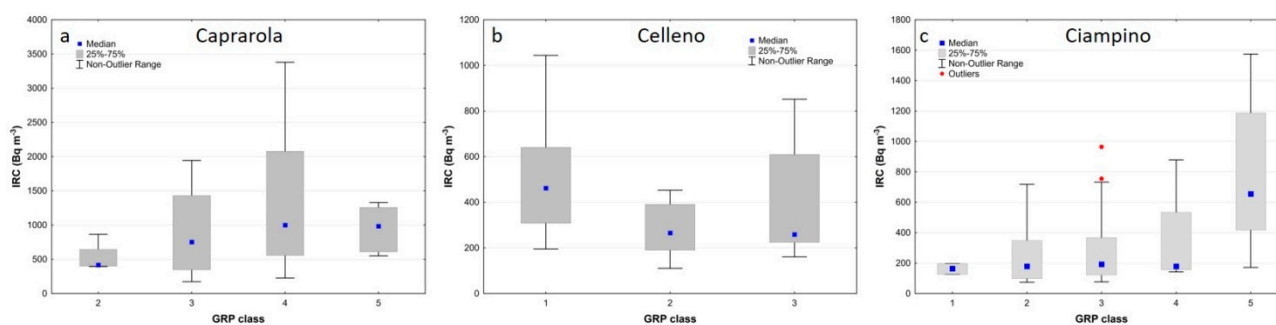 a
Caprarola
Median
25%-75%
Non-Outlier Range
IRC (Bq m-3)
4000
3500
3000
2500
2000
1500
1000
500
0
2 3 4 5
GRP class
b
Celleno
Median
25%-75%
Non-Outlier Range
IRC (Bq m-3)
1200
1000
800
600
400
200
0
1 2 3
GRP class
c
Ciampino
Median
25%-75%
Non-Outlier Range
Outliers
IRC (Bq m-3)
1800
1600
1400
1200
1000
800
600
400
200
0
1 2 3 4 5
GRP class